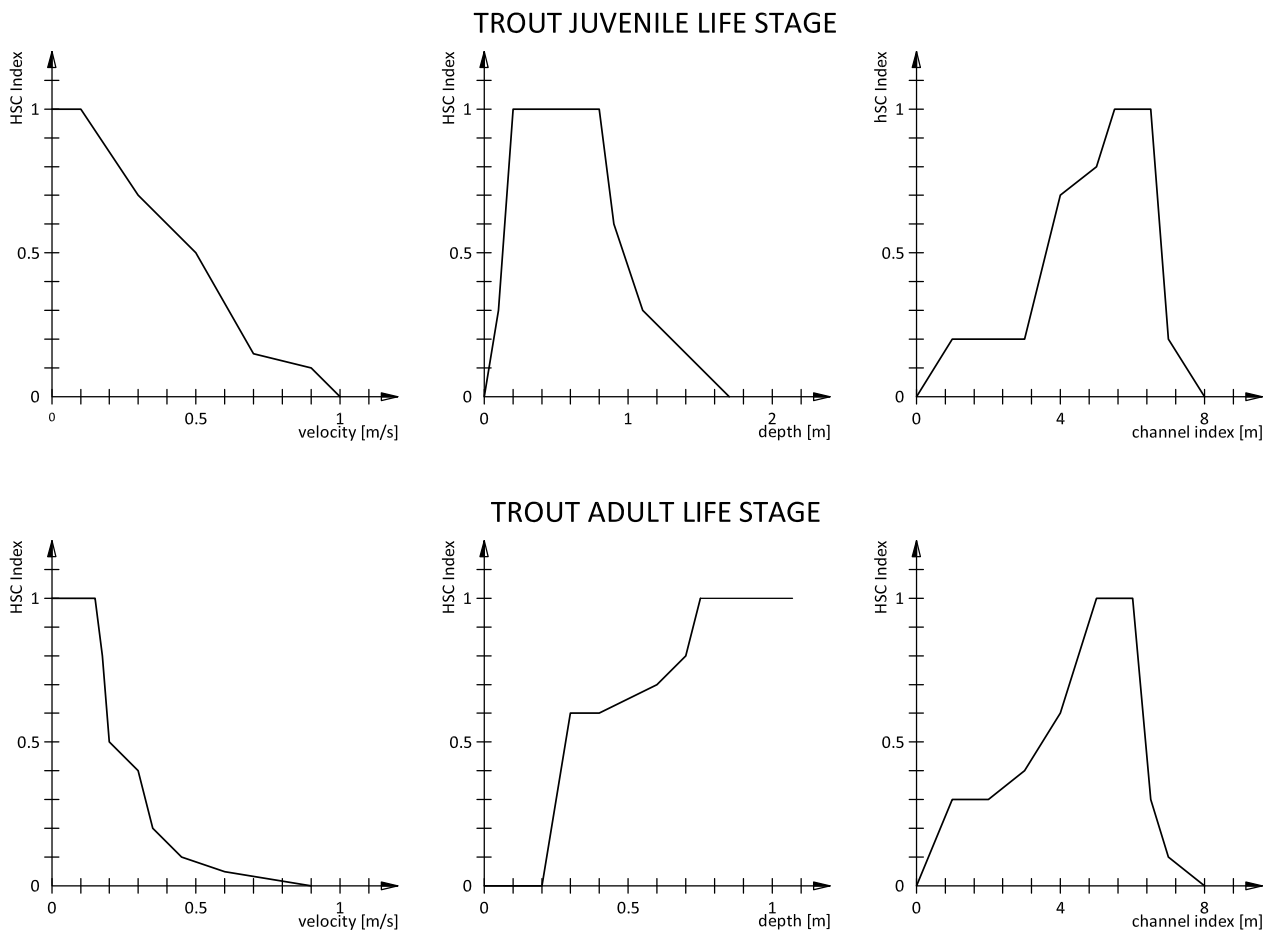 TROUT JUVENILE LIFE STAGE
HSC Index
1
0.5
0
0 0.5 1
velocity [m/s]
HSC Index
1
0.5
0
0 1 2
depth [m]
hSC Index
1
0.5
0
0 4 8
channel index [m]
TROUT ADULT LIFE STAGE
HSC Index
1
0.5
0
0 0.5 1
velocity [m/s]
HSC Index
1
0.5
0
0 0.5 1
depth [m]
HSC Index
1
0.5
0
0 4 8
channel index [m]